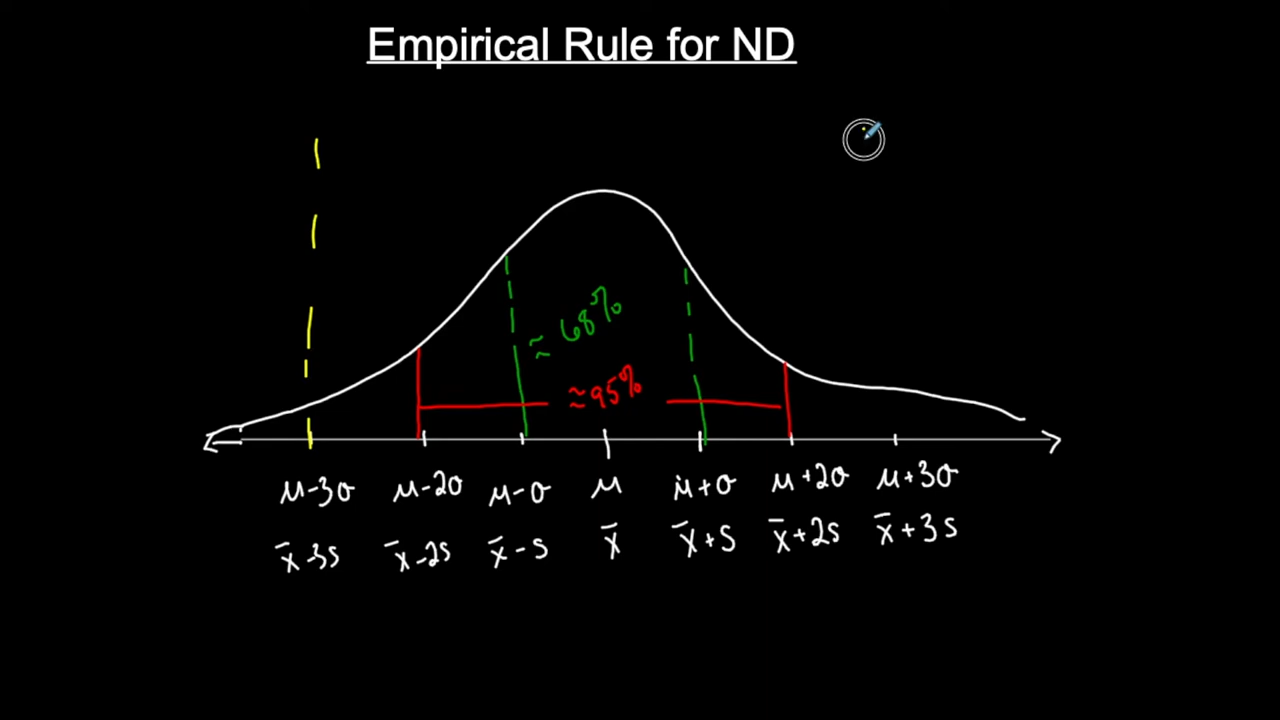 Empirical Rule for ND
≈ 68%
≈95%
μ-3σ μ-2σ μ-σ μ μ+σ μ+2σ μ+3σ
x̄-3s x̄-2s x̄-s x̄ x̄+s x̄+2s x̄+3s